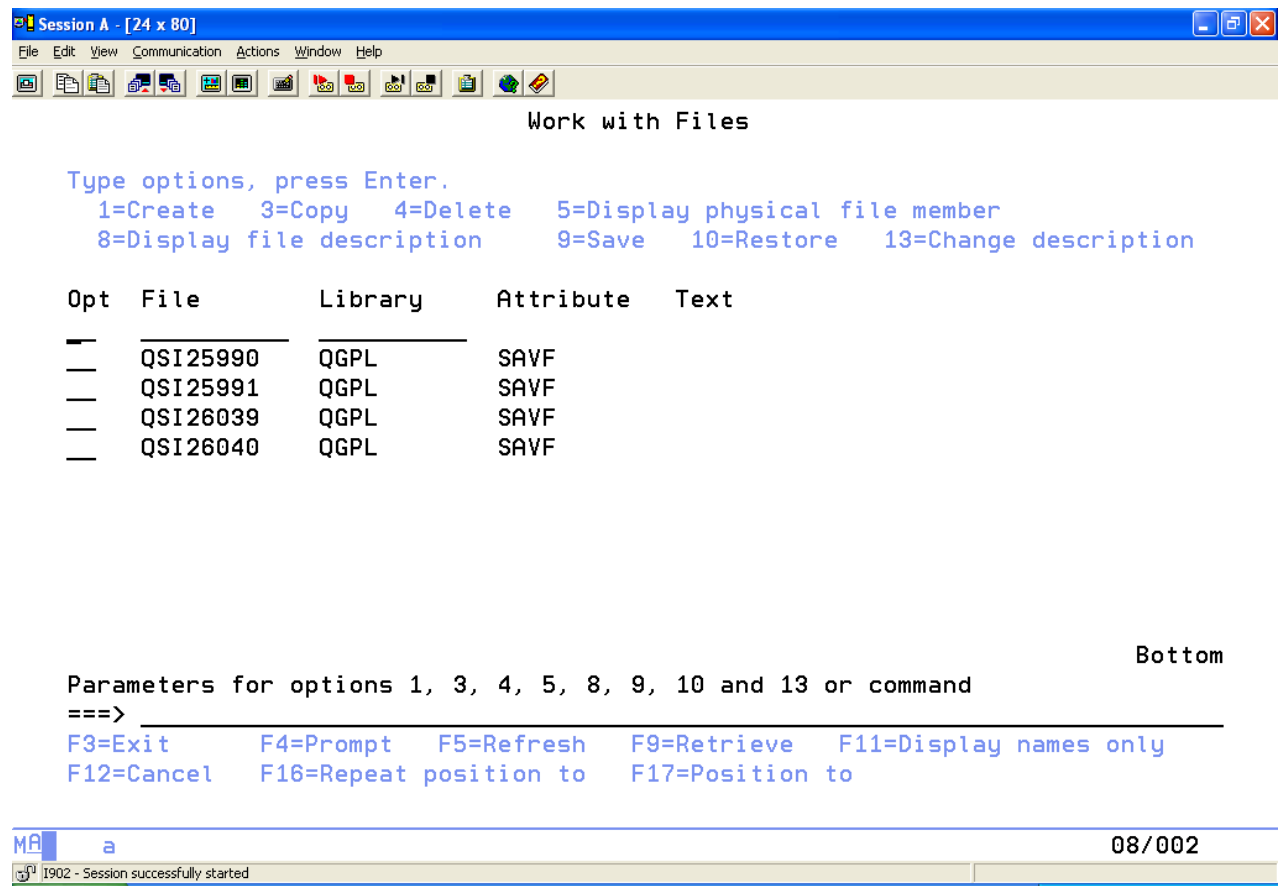 Session A - [24 x 80]
File Edit View Communication Actions Window Help
Work with Files
Type options, press Enter.
1=Create 3=Copy 4=Delete 5=Display physical file member
8=Display file description 9=Save 10=Restore 13=Change description
Opt File Library Attribute Text
QSI25990 QGPL SAVF
QSI25991 QGPL SAVF
QSI26039 QGPL SAVF
QSI26040 QGPL SAVF
Bottom
Parameters for options 1, 3, 4, 5, 8, 9, 10 and 13 or command
===>
F3=Exit F4=Prompt F5=Refresh F9=Retrieve F11=Display names only
F12=Cancel F16=Repeat position to F17=Position to
MA a 08/002
I902 - Session successfully started